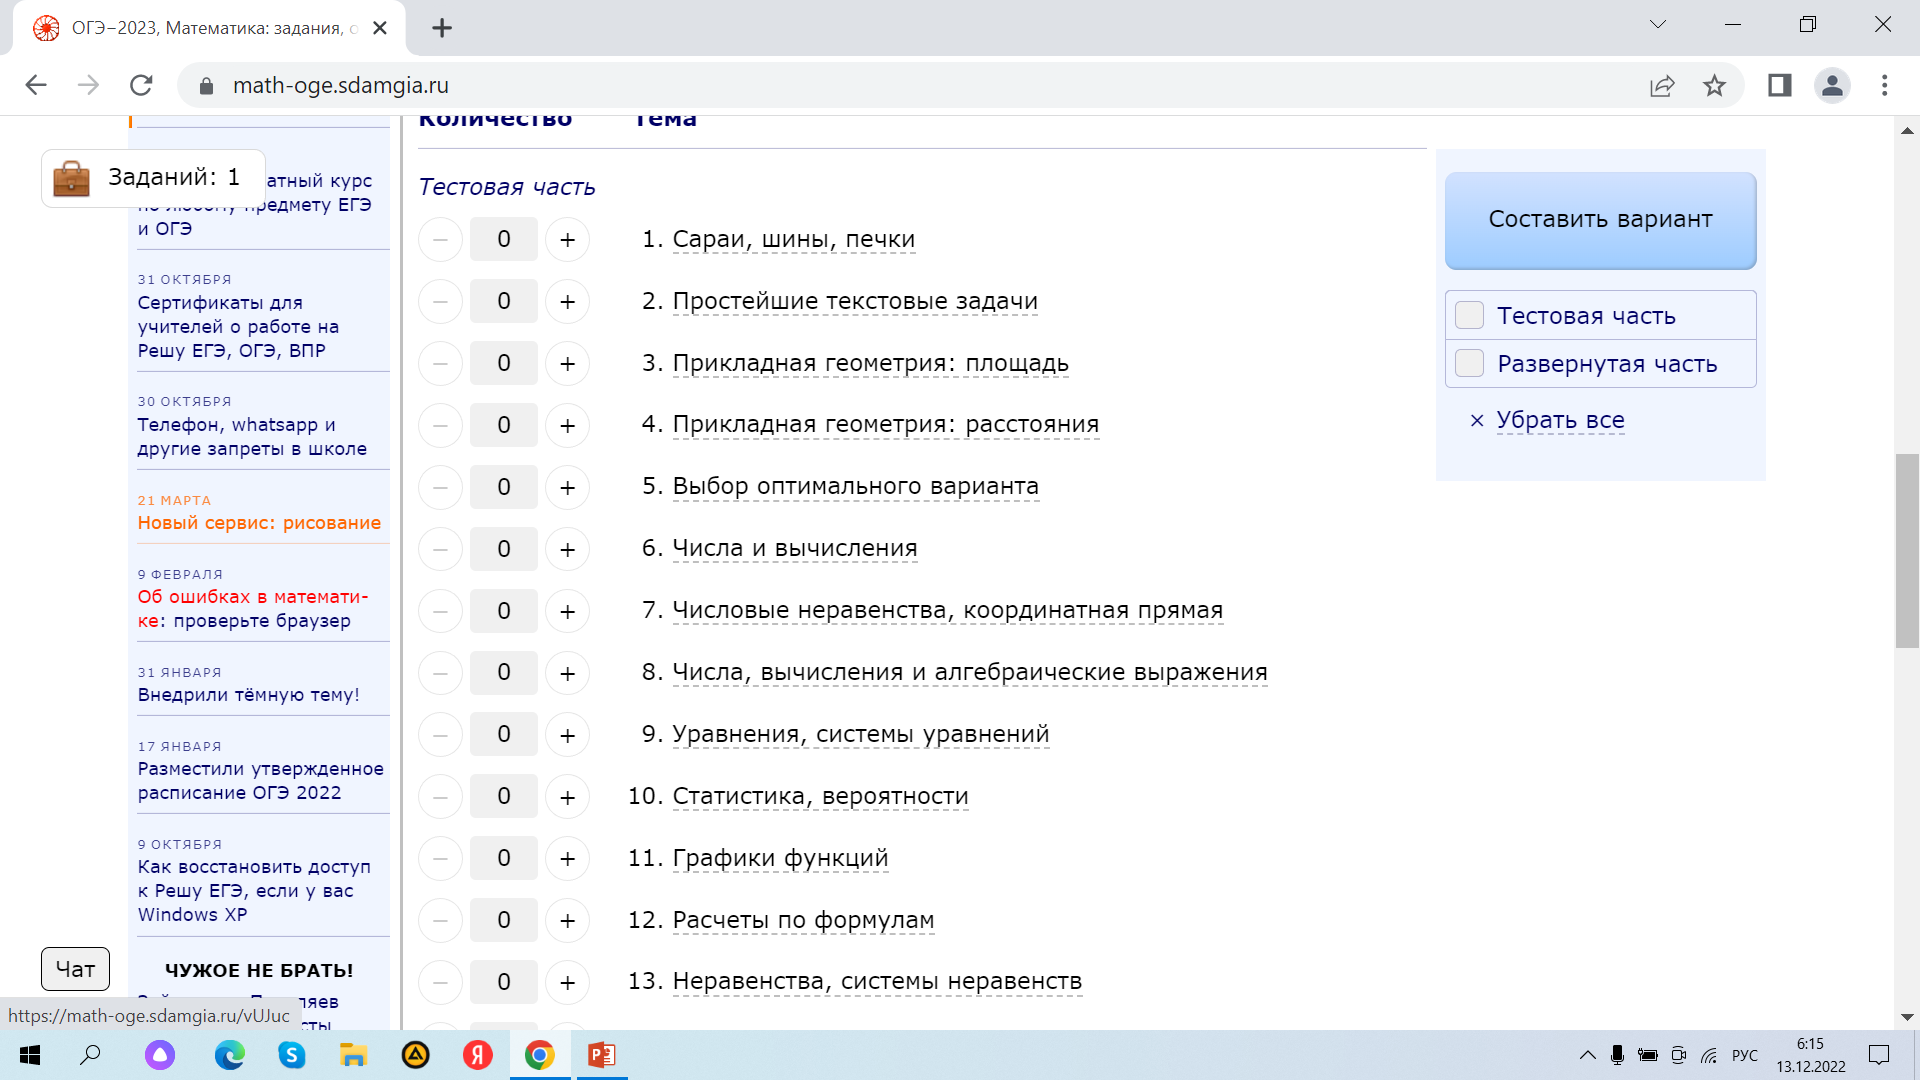 ОГЭ−2023, Математика: задания, о
math-oge.sdamgia.ru
Количество Тема
Заданий: 1
атный курс
по любому предмету ЕГЭ
и ОГЭ
31 ОКТЯБРЯ
Сертификаты для
учителей о работе на
Решу ЕГЭ, ОГЭ, ВПР
30 ОКТЯБРЯ
Телефон, whatsapp и
другие запреты в школе
21 МАРТА
Новый сервис: рисование
9 ФЕВРАЛЯ
Об ошибках в математи-
ке: проверьте браузер
31 ЯНВАРЯ
Внедрили тёмную тему!
17 ЯНВАРЯ
Разместили утвержденное
расписание ОГЭ 2022
9 ОКТЯБРЯ
Как восстановить доступ
к Решу ЕГЭ, если у вас
Windows XP
ЧУЖОЕ НЕ БРАТЬ!
Чат
https://math-oge.sdamgia.ru/vUJuc
Тестовая часть
− 0 + 1. Сараи, шины, печки
− 0 + 2. Простейшие текстовые задачи
− 0 + 3. Прикладная геометрия: площадь
− 0 + 4. Прикладная геометрия: расстояния
− 0 + 5. Выбор оптимального варианта
− 0 + 6. Числа и вычисления
− 0 + 7. Числовые неравенства, координатная прямая
− 0 + 8. Числа, вычисления и алгебраические выражения
− 0 + 9. Уравнения, системы уравнений
− 0 + 10. Статистика, вероятности
− 0 + 11. Графики функций
− 0 + 12. Расчеты по формулам
− 0 + 13. Неравенства, системы неравенств
Составить вариант
Тестовая часть
Развернутая часть
× Убрать все
РУС
6:15
13.12.2022